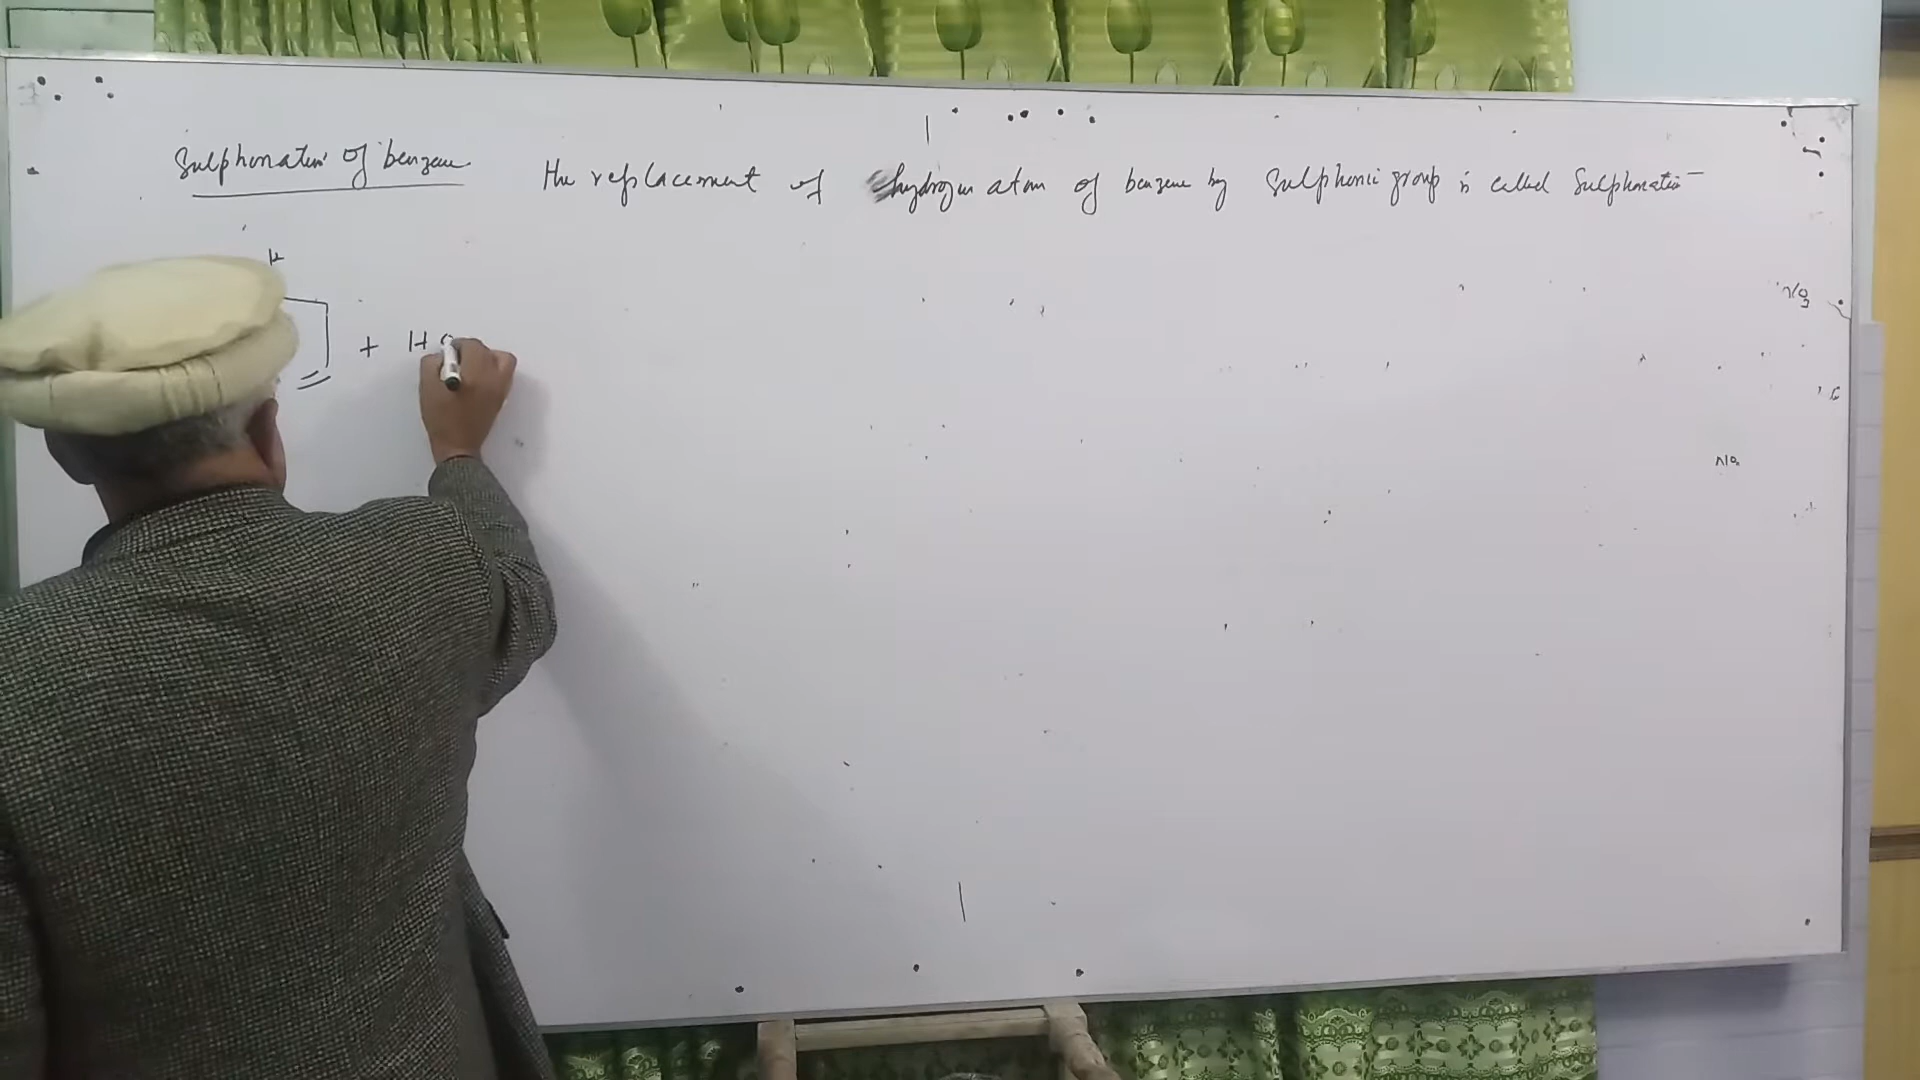 Sulphonation of benzene The replacement of hydrogen atom of benzene by Sulphonic group is called Sulphonation
H
+ H